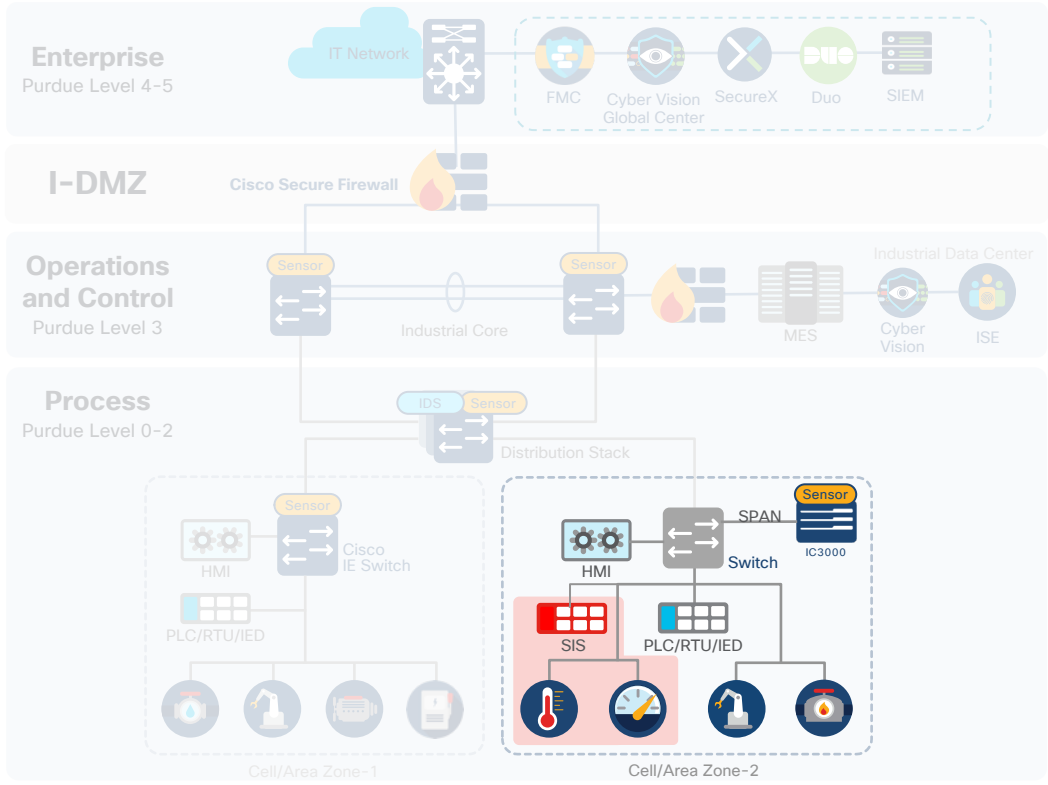 Enterprise
Purdue Level 4-5
IT Network
FMC
Cyber Vision
Global Center
SecureX
Duo
SIEM
I-DMZ
Cisco Secure Firewall
Operations
and Control
Purdue Level 3
Sensor
Sensor
Industrial Core
Industrial Data Center
MES
Cyber
Vision
ISE
Process
Purdue Level 0-2
IDS
Sensor
Distribution Stack
Sensor
HMI
Cisco
IE Switch
PLC/RTU/IED
Cell/Area Zone-1
Sensor
SPAN
IC3000
HMI
Switch
SIS
PLC/RTU/IED
Cell/Area Zone-2